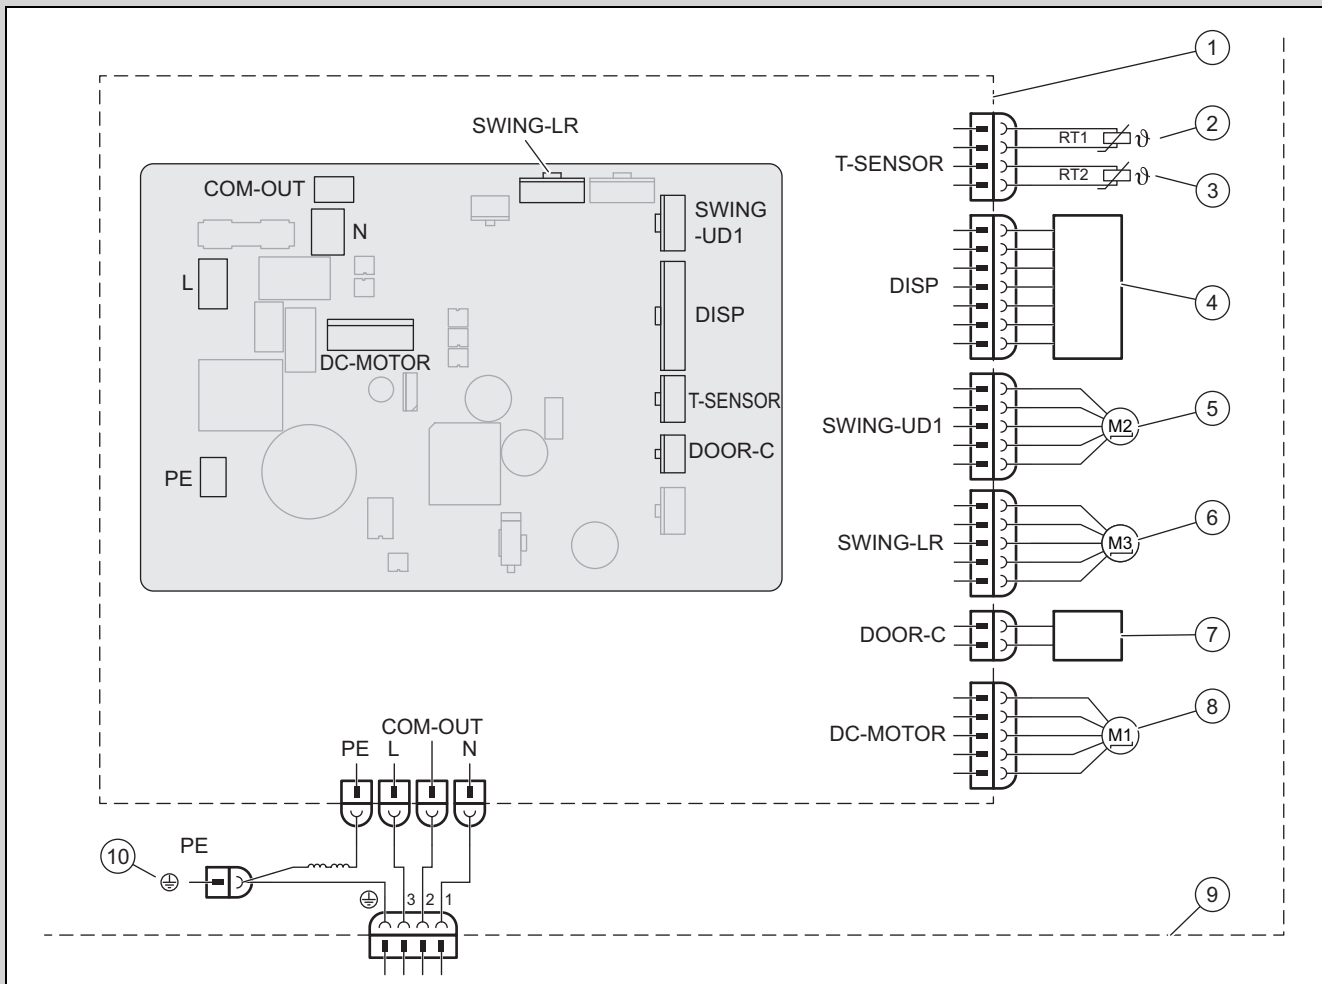 1
SWING-LR
RT1 ϑ 2
T-SENSOR
RT2 ϑ 3
COM-OUT
N
SWING
-UD1
L
DISP
DISP
4
DC-MOTOR
T-SENSOR
SWING-UD1
M2
5
DOOR-C
PE
SWING-LR
M3
6
DOOR-C
7
DC-MOTOR
M1
8
COM-OUT
PE L N
PE
10
3 2 1
9